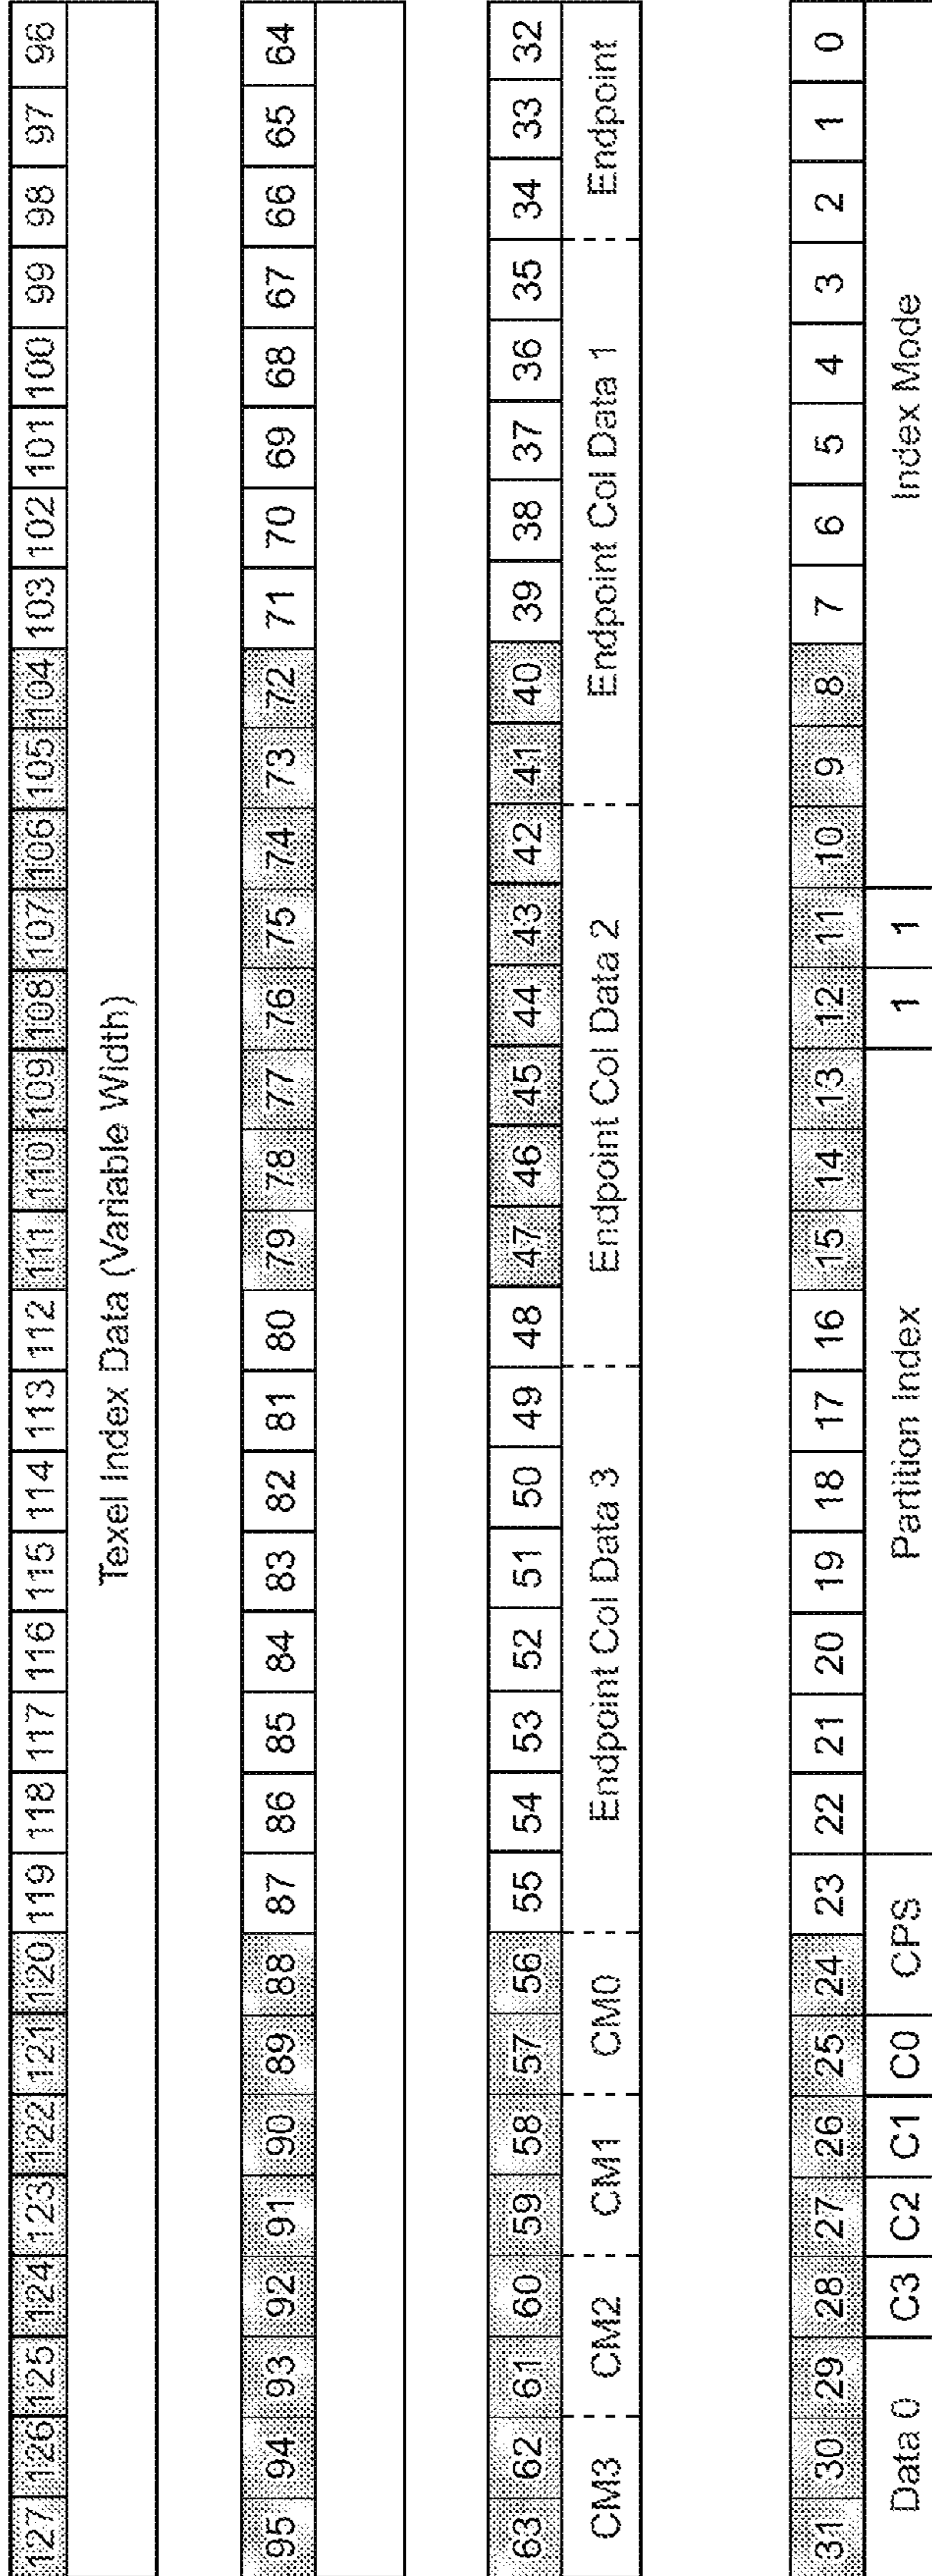 127 126 125 124 123 122 121 120 119 118 117 116 115 114 113 112 111 110 109 108 107 106 105 104 103 102 101 100 99 98 97 96
Texel Index Data (Variable Width)
95 94 93 92 91 90 89 88 87 86 85 84 83 82 81 80 79 78 77 76 75 74 73 72 71 70 69 68 67 66 65 64
63 62 61 60 59 58 57 56 55 54 53 52 51 50 49 48 47 46 45 44 43 42 41 40 39 38 37 36 35 34 33 32
CM3 CM2 CM1 CM0 Endpoint Col Data 3 Endpoint Col Data 2 Endpoint Col Data 1 Endpoint
31 30 29 28 27 26 25 24 23 22 21 20 19 18 17 16 15 14 13 12 11 10 9 8 7 6 5 4 3 2 1 0
Data 0 C3 C2 C1 C0 CPS Partition Index 1 1 Index Mode